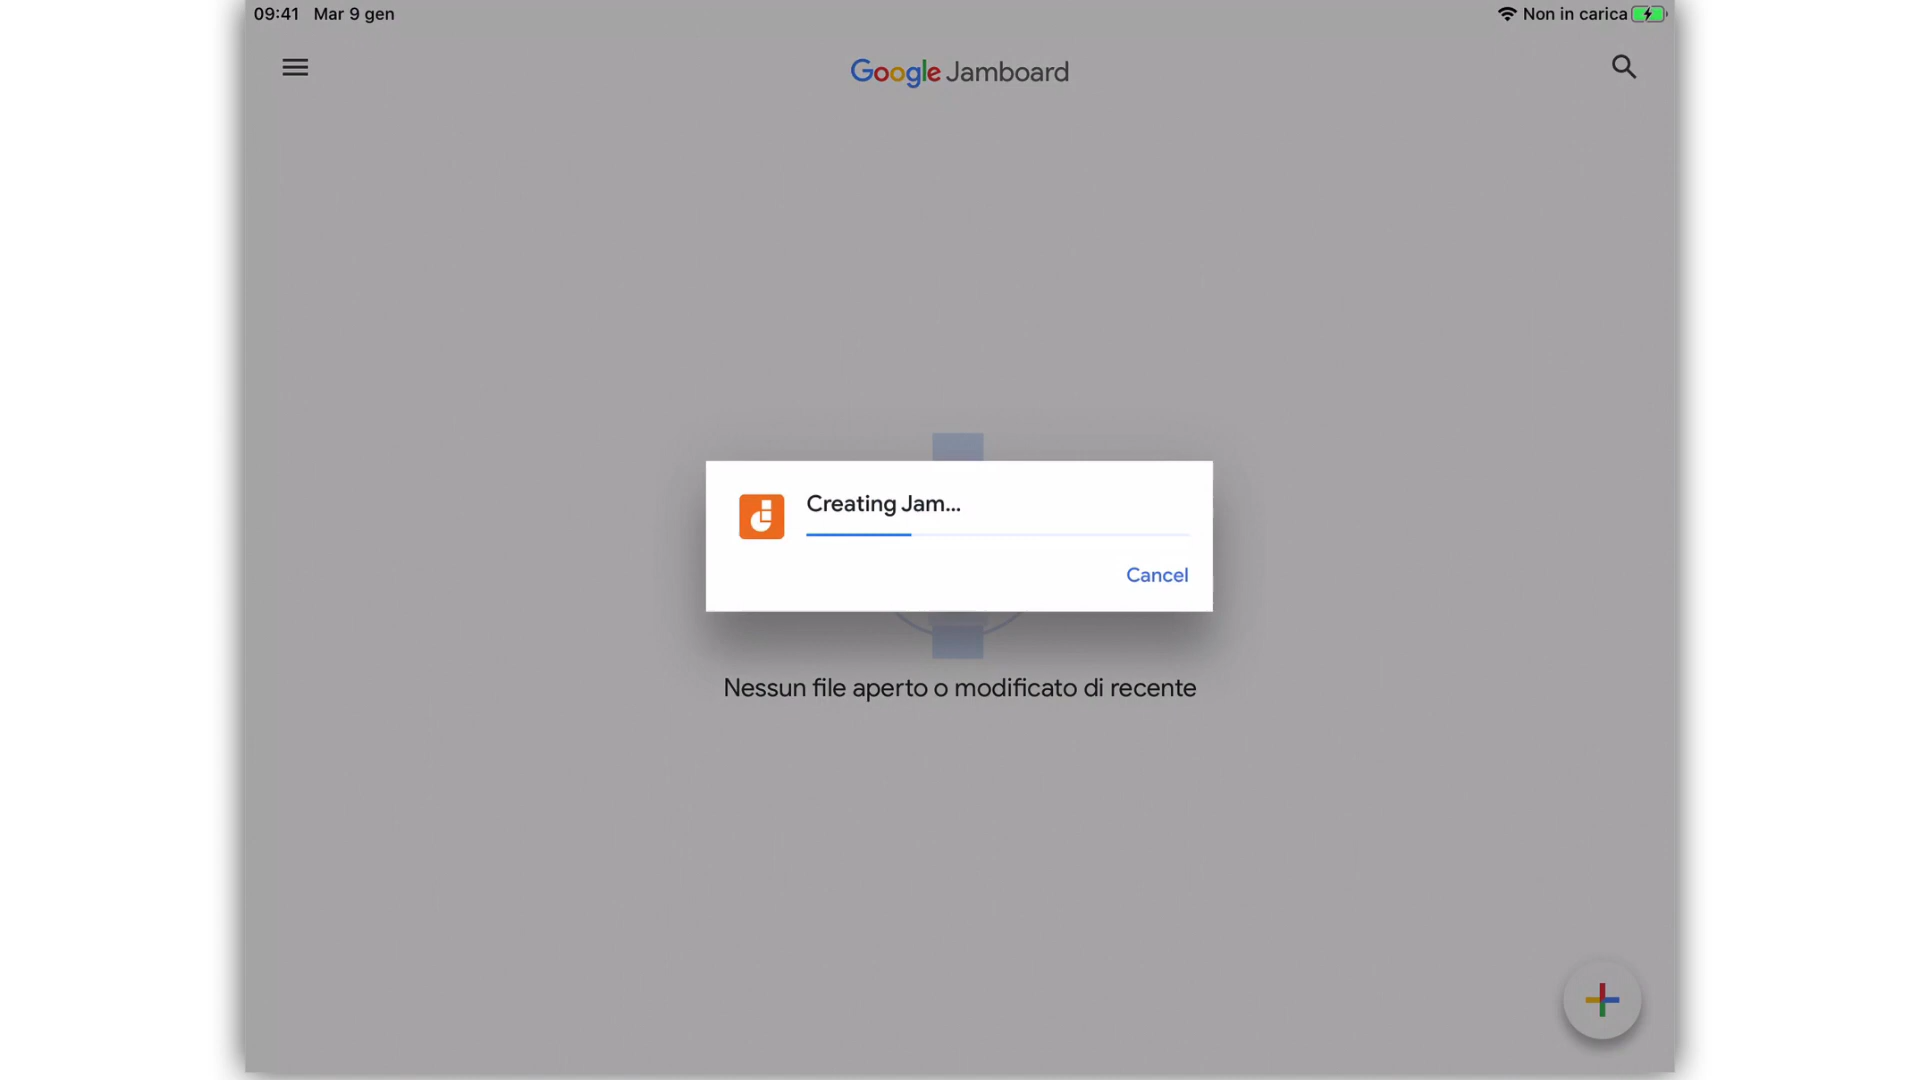 09:41 Mar 9 gen
Non in carica
Google Jamboard
Creating Jam...
Cancel
Nessun file aperto o modificato di recente